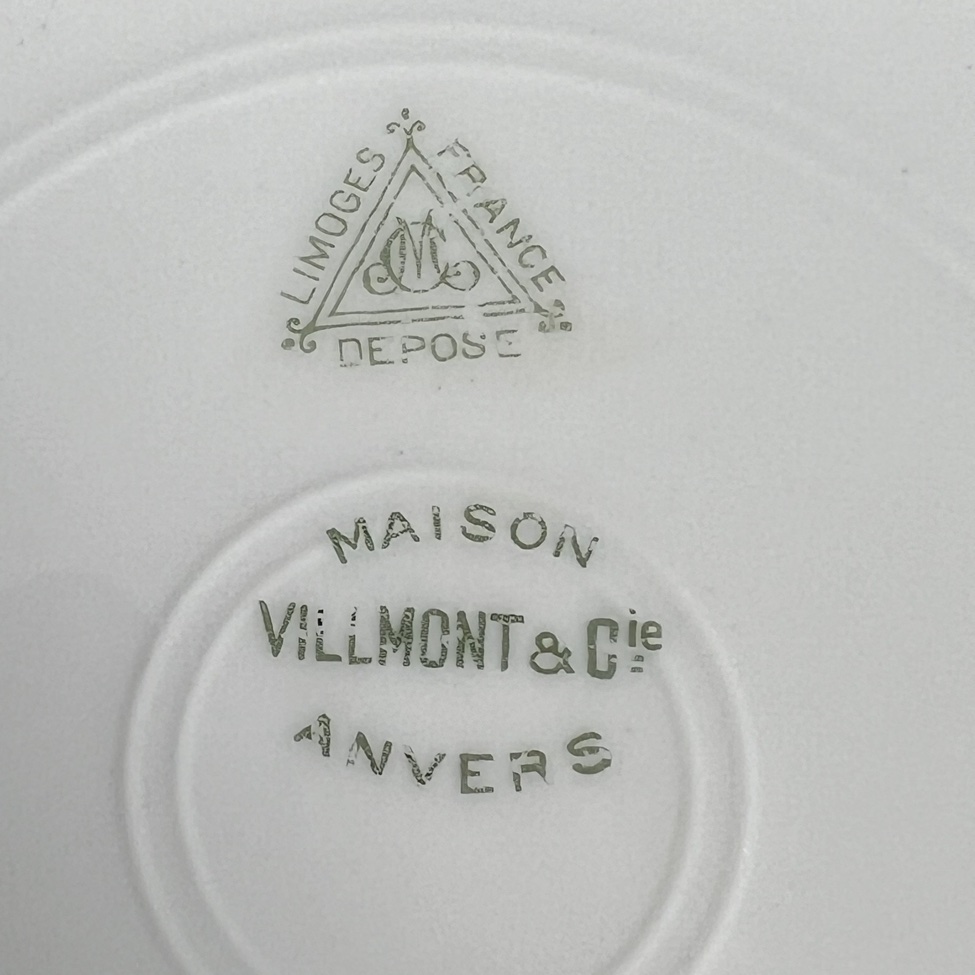 LIMOGES FRANCE
DEPOSE
MAISON
VILLMONT & Cie
ANVERS